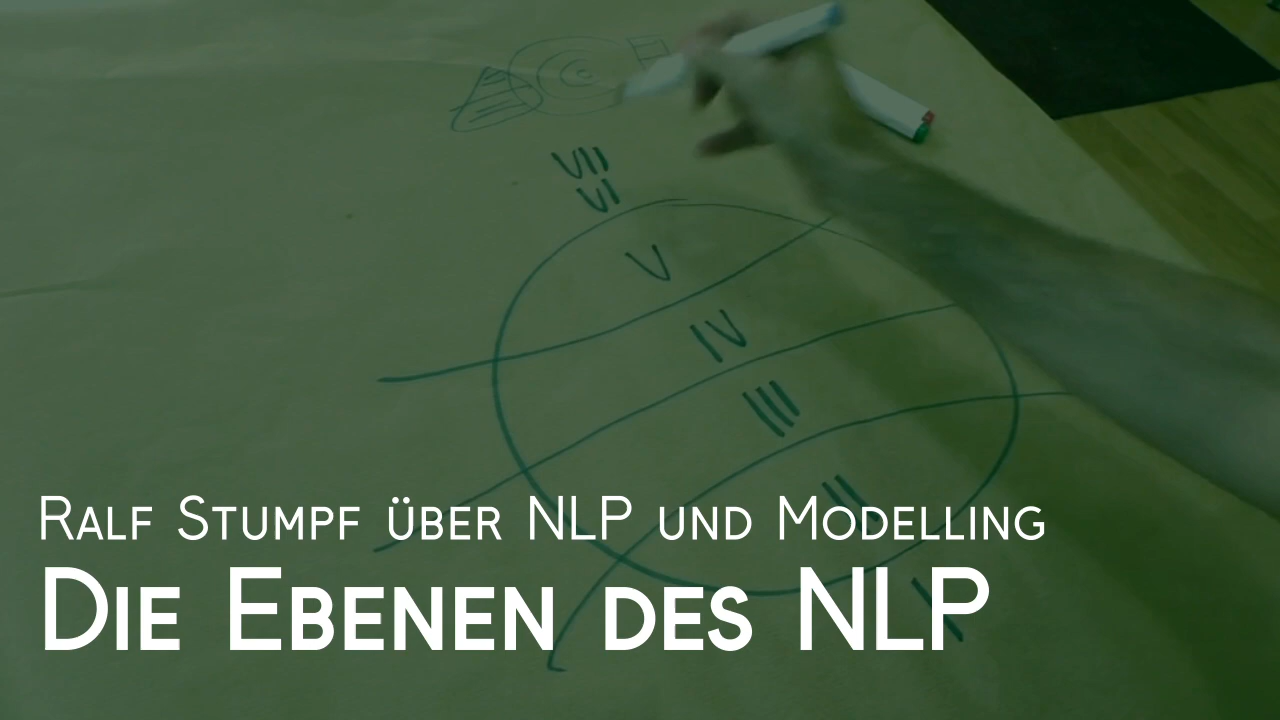 VII
VI
V
IV
III
II
I
Ralf Stumpf über NLP und Modelling
Die Ebenen des NLP